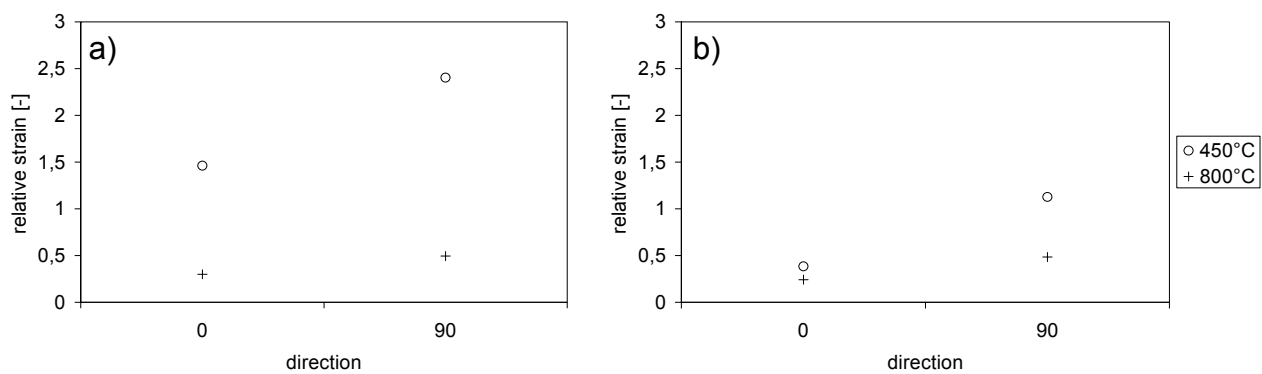 a)
3
2,5
2
1,5
1
0,5
0
relative strain [-]
0 90
direction
b)
3
2,5
2
1,5
1
0,5
0
relative strain [-]
0 90
direction
450°C
800°C